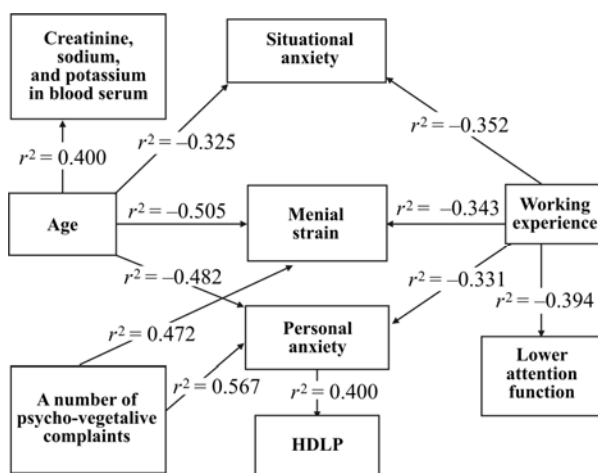 Creatinine,
sodium,
and potassium
in blood serum
Situational
anxiety
r² = 0.400
r² = –0.325
r² = –0.352
Age
r² = –0.505
Menial
strain
r² = –0.343
Working
experience
r² = –0.482
r² = –0.331
r² = 0.472
r² = –0.394
Personal
anxiety
r² = 0.567
r² = 0.400
Lower
attention
function
A number of
psycho-vegetalive
complaints
HDLP